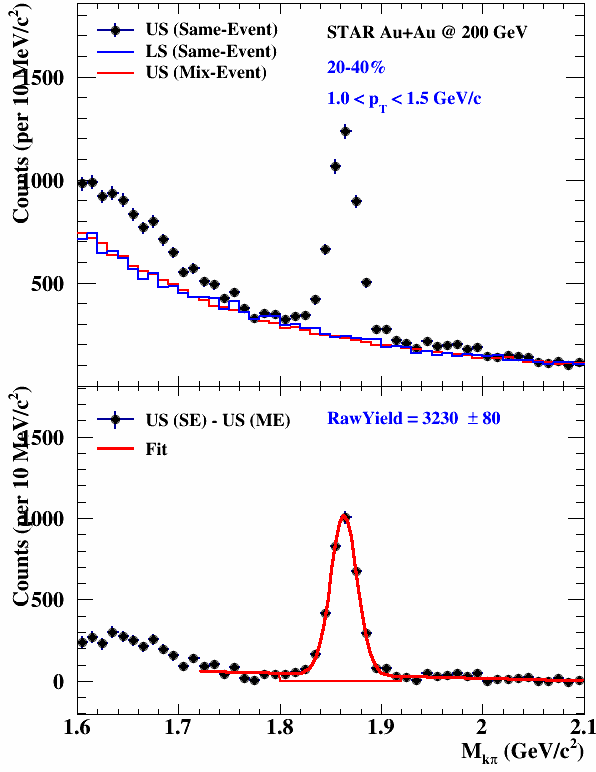 US (Same-Event)
LS (Same-Event)
US (Mix-Event)
STAR Au+Au @ 200 GeV
20-40%
1.0 < p_T < 1.5 GeV/c
Counts (per 10 MeV/c²)
1500
1000
500
US (SE) - US (ME)
Fit
RawYield = 3230 ± 80
Counts (per 10 MeV/c²)
1500
1000
500
0
1.6 1.7 1.8 1.9 2 2.1
M_kπ (GeV/c²)